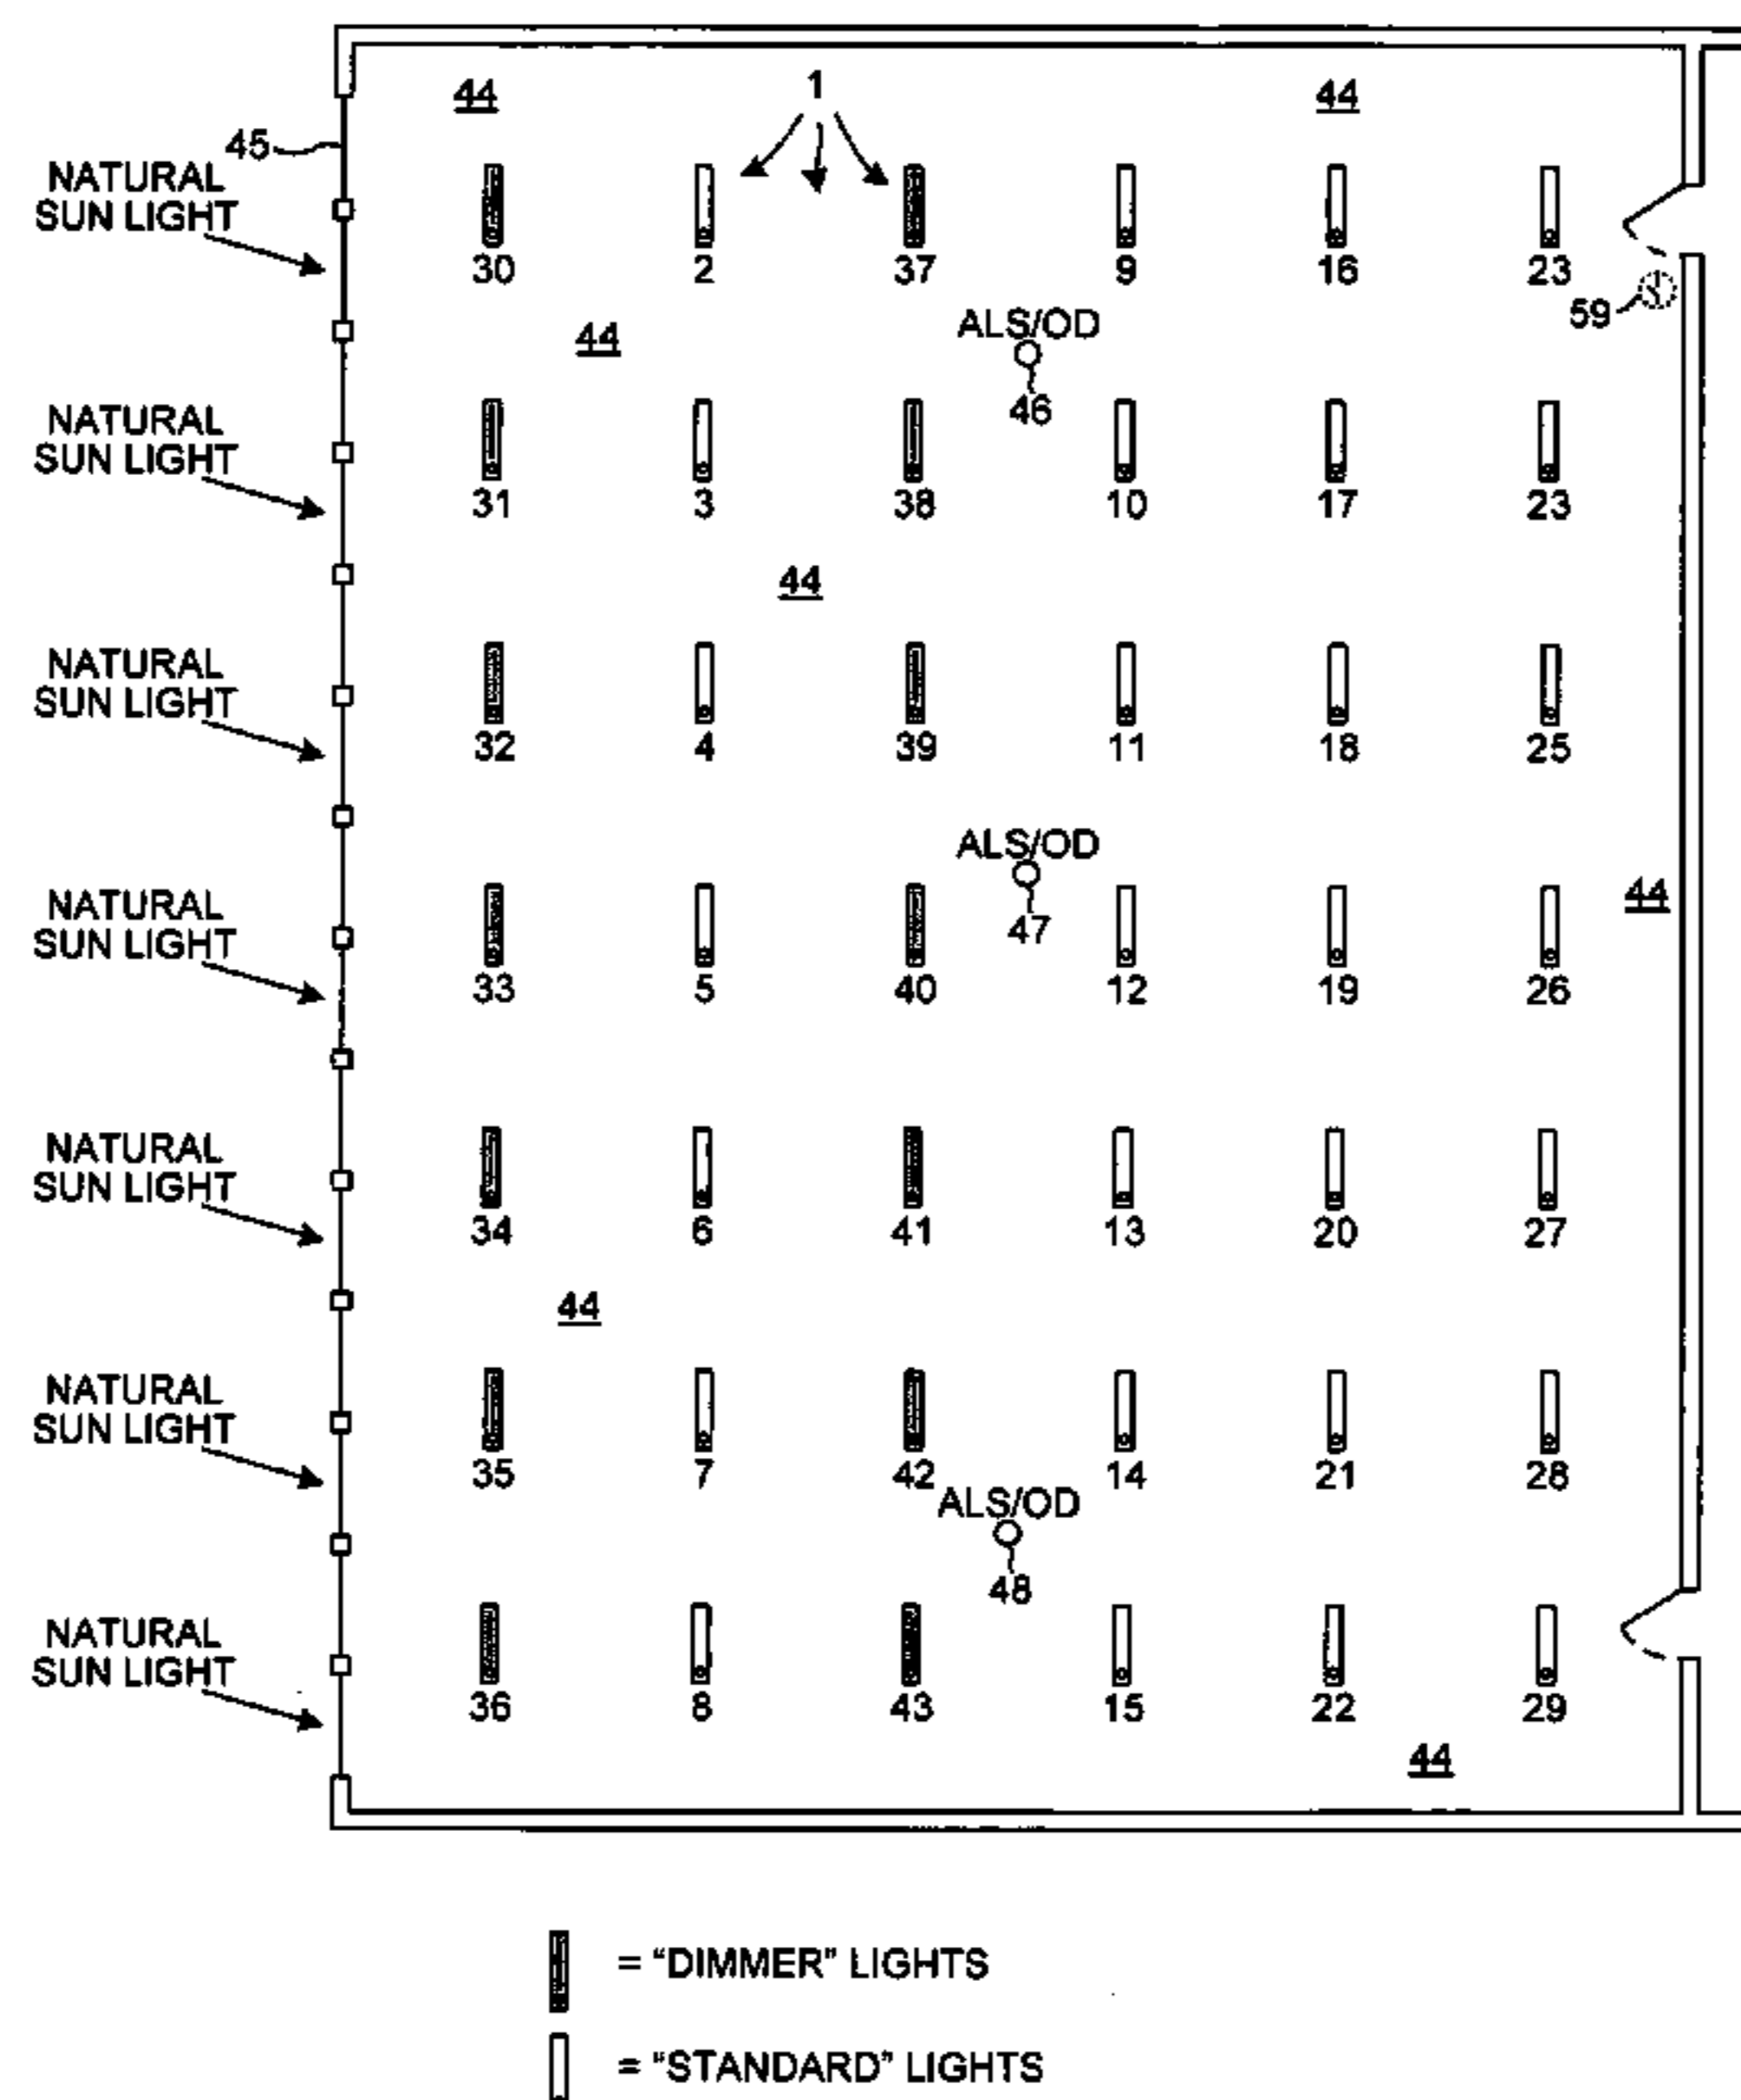 1
44 44
45
NATURAL
SUN LIGHT
30 2 37 9 16 23
59
44
ALS/OD
46
NATURAL
SUN LIGHT
31 3 38 10 17 23
44
NATURAL
SUN LIGHT
32 4 39 11 18 25
ALS/OD
47
44
NATURAL
SUN LIGHT
33 5 40 12 19 26
NATURAL
SUN LIGHT
34 6 41 13 20 27
44
NATURAL
SUN LIGHT
35 7 42 14 21 28
ALS/OD
48
NATURAL
SUN LIGHT
36 8 43 15 22 29
44
= "DIMMER" LIGHTS
= "STANDARD" LIGHTS